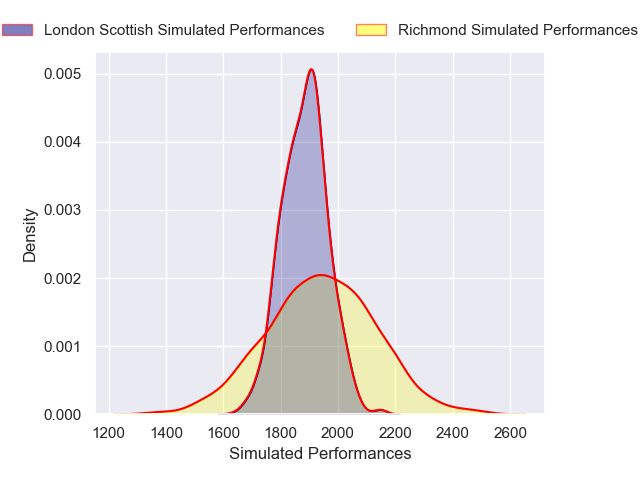 London Scottish Simulated Performances
Richmond Simulated Performances
0.005
0.004
0.003
0.002
0.001
0.000
Density
1200 1400 1600 1800 2000 2200 2400 2600
Simulated Performances